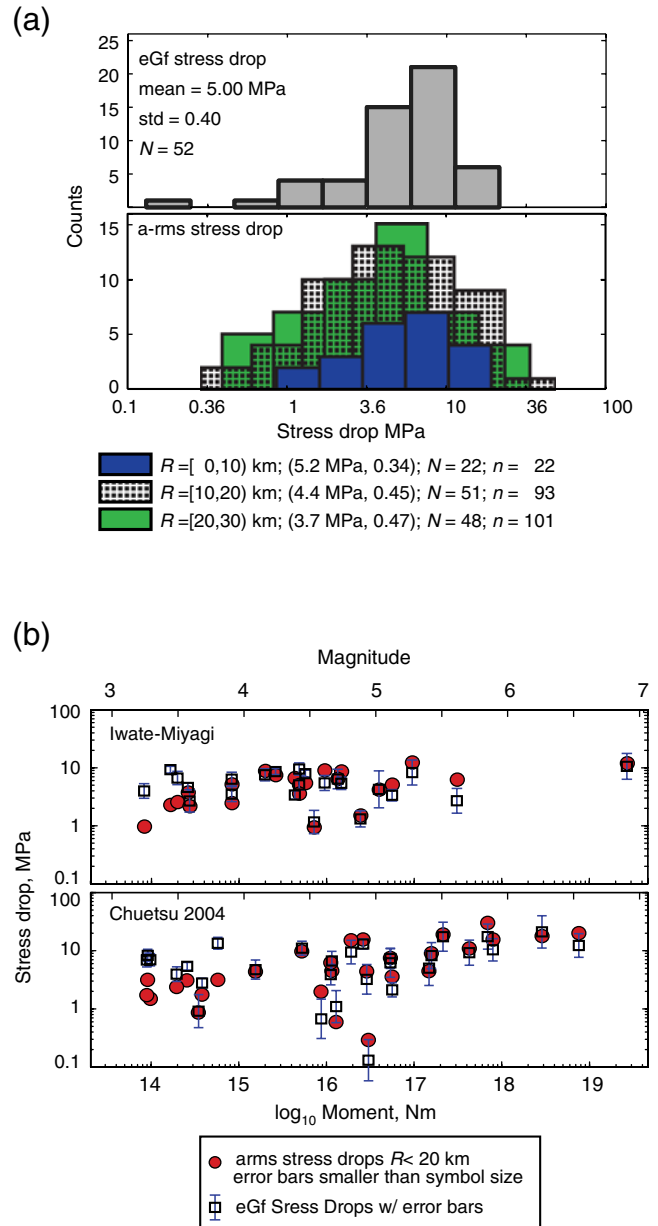 (a)
25
20
15
10
5
0
eGf stress drop
mean = 5.00 MPa
std = 0.40
N = 52
Counts
15
10
5
0
a-rms stress drop
0.1 0.36 1 3.6 10 36 100
Stress drop MPa
R =[ 0,10) km; (5.2 MPa, 0.34); N = 22; n = 22
R =[10,20) km; (4.4 MPa, 0.45); N = 51; n = 93
R =[20,30) km; (3.7 MPa, 0.47); N = 48; n = 101
(b)
Magnitude
3 4 5 6 7
100
10
1
0.1
Iwate-Miyagi
Stress drop, MPa
100
10
1
0.1
Chuetsu 2004
14 15 16 17 18 19
log10 Moment, Nm
arms stress drops R< 20 km
error bars smaller than symbol size
eGf Sress Drops w/ error bars